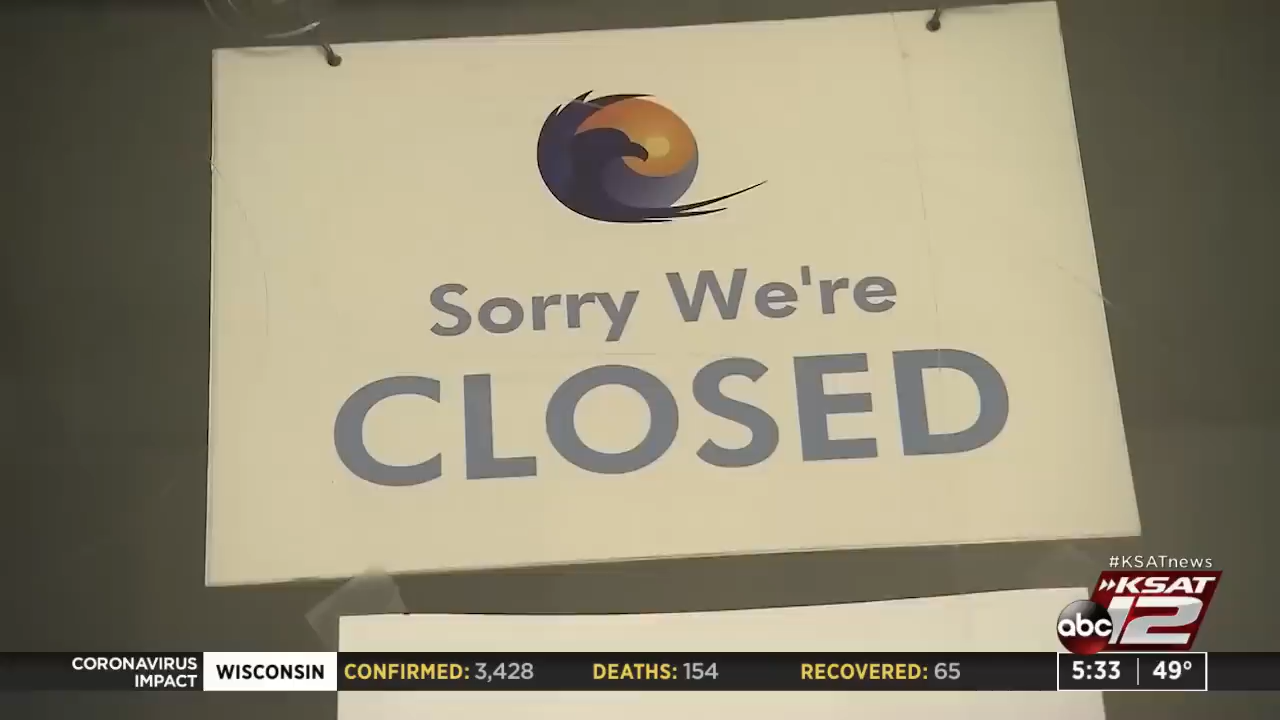 Sorry We're
CLOSED
#KSATnews
KSAT
abc 12
CORONAVIRUS IMPACT
WISCONSIN
CONFIRMED: 3,428
DEATHS: 154
RECOVERED: 65
5:33
49°